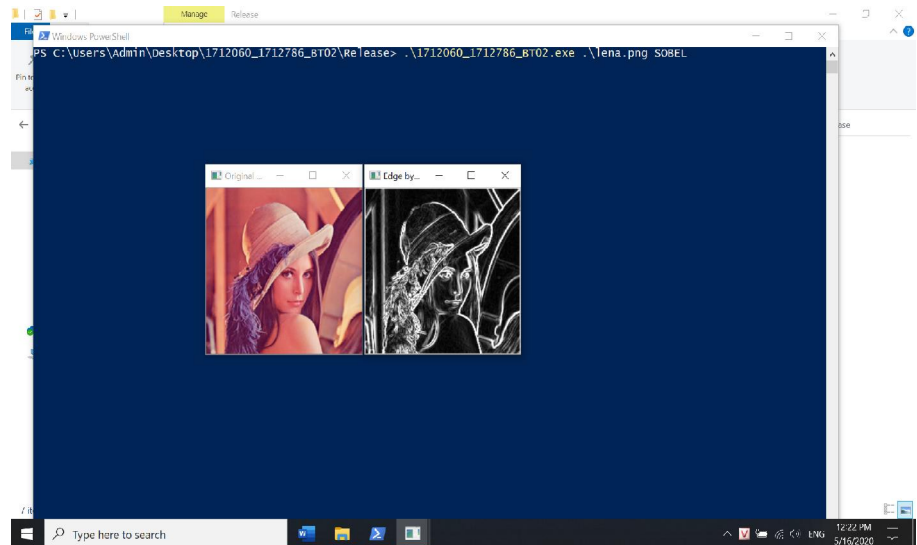 Manage Release
Windows PowerShell
PS C:\Users\Admin\Desktop\1712060_1712786_BT02\Release> .\1712060_1712786_BT02.exe .\lena.png SOBEL
Original ...
Edge by...
Type here to search
ENG
12:22 PM
5/16/2020